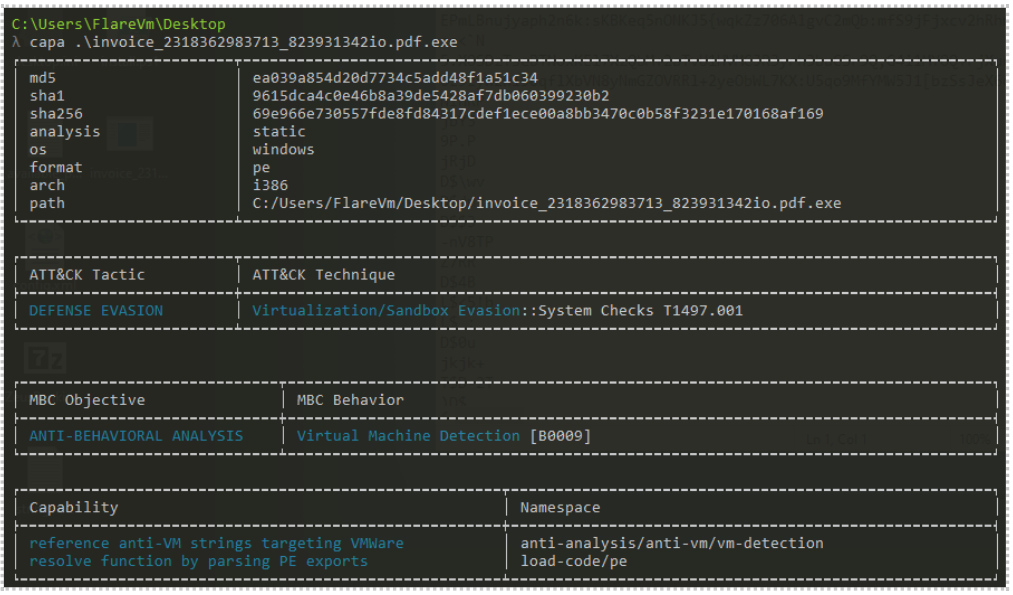 C:\Users\FlareVm\Desktop
λ capa .\invoice_2318362983713_823931342io.pdf.exe
md5 ea039a854d20d7734c5add48f1a51c34
sha1 9615dca4c0e46b8a39de5428af7db060399230b2
sha256 69e966e730557fde8fd84317cdef1ece00a8bb3470c0b58f3231e170168af169
analysis static
os windows
format pe
arch i386
path C:/Users/FlareVm/Desktop/invoice_2318362983713_823931342io.pdf.exe
ATT&CK Tactic ATT&CK Technique
DEFENSE EVASION Virtualization/Sandbox Evasion::System Checks T1497.001
MBC Objective MBC Behavior
ANTI-BEHAVIORAL ANALYSIS Virtual Machine Detection [B0009]
Capability Namespace
reference anti-VM strings targeting VMWare anti-analysis/anti-vm/vm-detection
resolve function by parsing PE exports load-code/pe